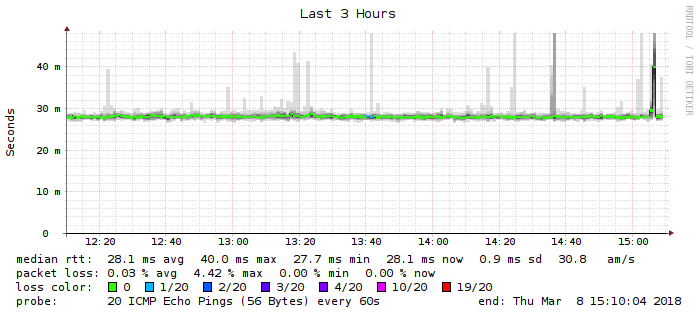 Last 3 Hours
RRDTOOL / TOBI OETIKER
Seconds
40 m
30 m
20 m
10 m
0
12:20 12:40 13:00 13:20 13:40 14:00 14:20 14:40 15:00
median rtt: 28.1 ms avg 40.0 ms max 27.7 ms min 28.1 ms now 0.9 ms sd 30.8 am/s
packet loss: 0.03 % avg 4.42 % max 0.00 % min 0.00 % now
loss color: 0 1/20 2/20 3/20 4/20 10/20 19/20
probe: 20 ICMP Echo Pings (56 Bytes) every 60s end: Thu Mar 8 15:10:04 2018